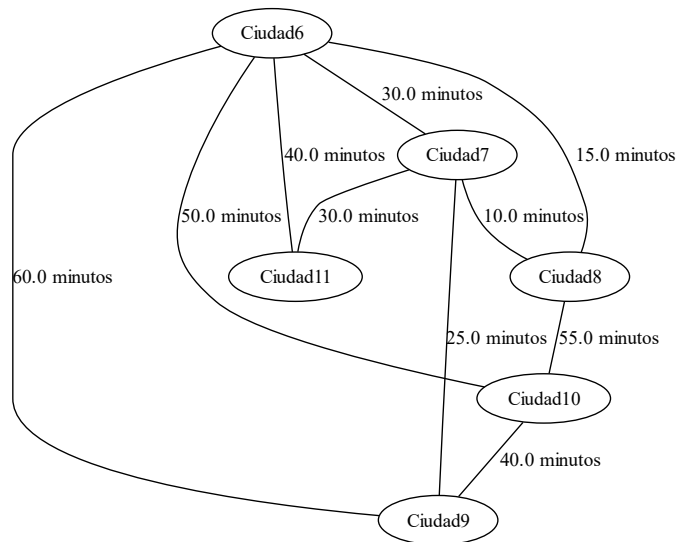 Ciudad6
30.0 minutos
40.0 minutos
Ciudad7
15.0 minutos
50.0 minutos
30.0 minutos
10.0 minutos
60.0 minutos
Ciudad11
Ciudad8
25.0 minutos
55.0 minutos
Ciudad10
40.0 minutos
Ciudad9